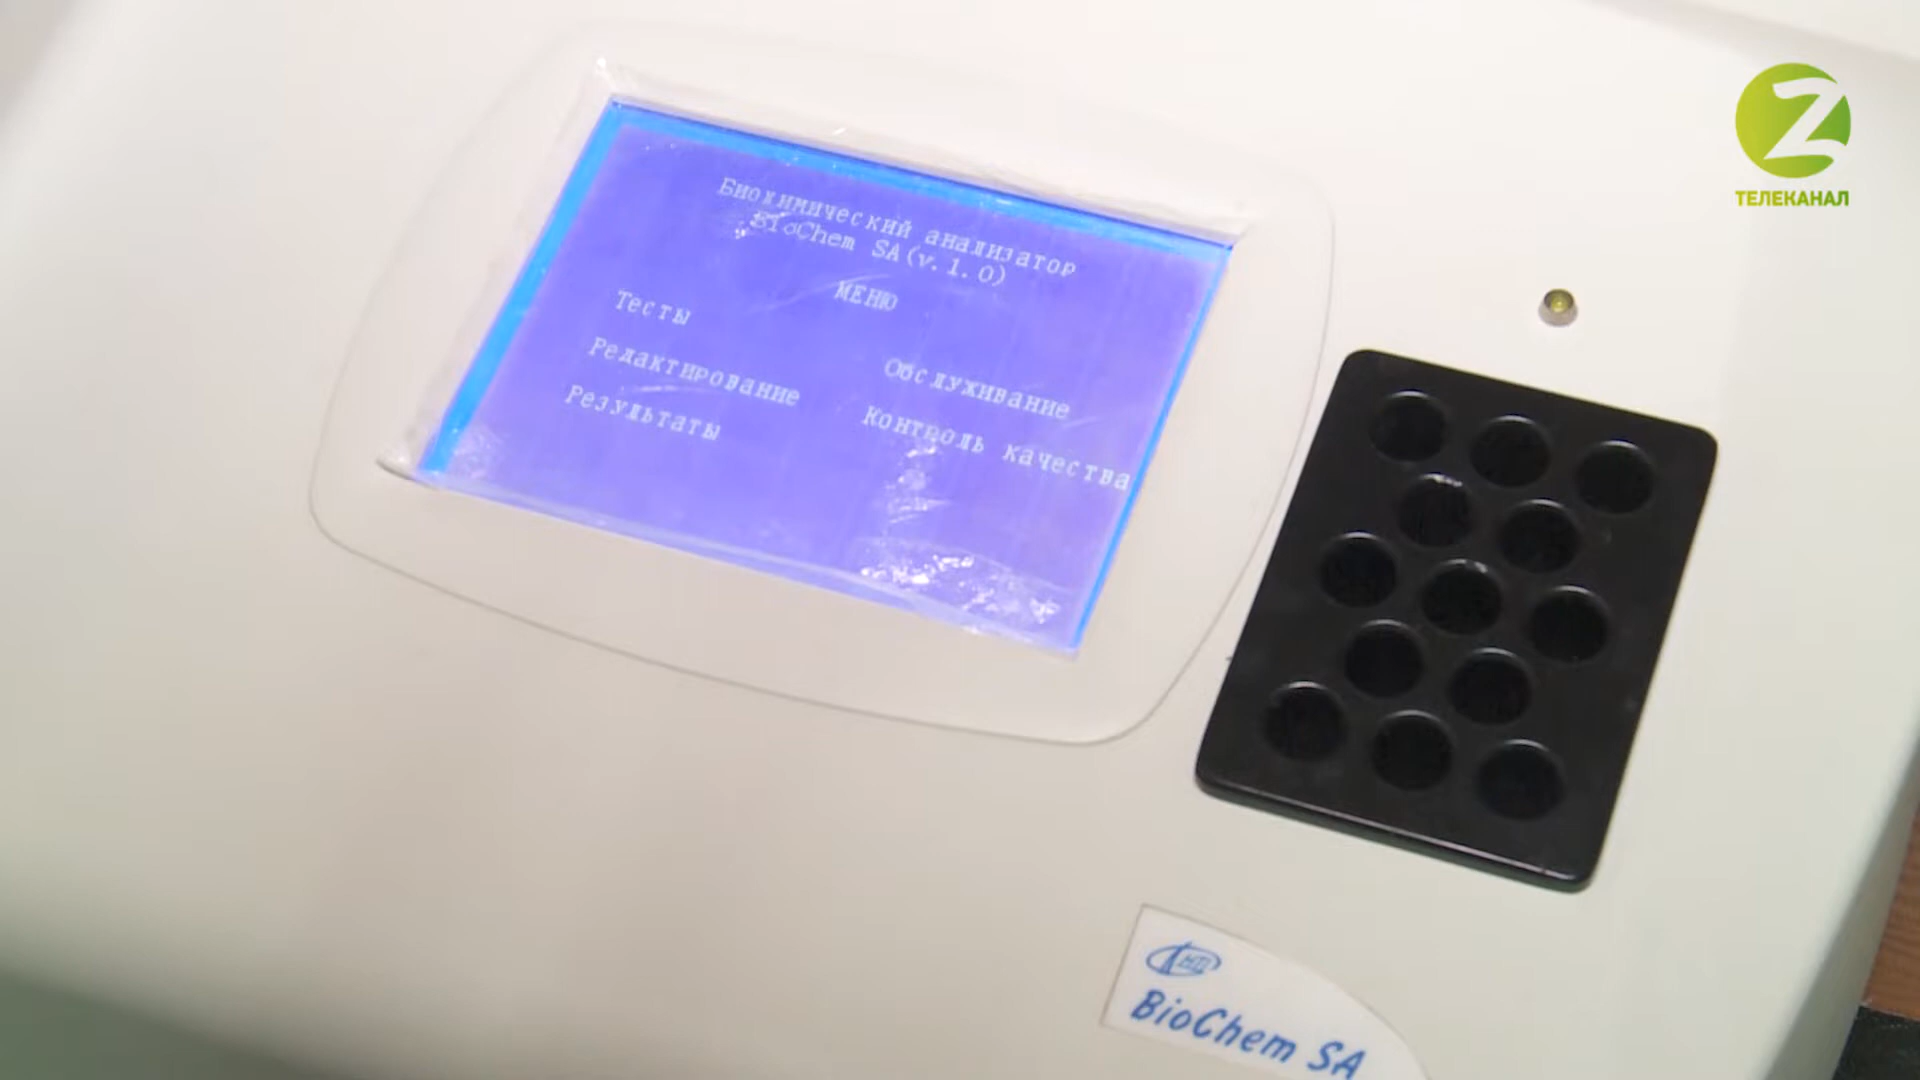 Биохимический анализатор
BioChem SA(v.1.0)
МЕНЮ
Тесты
Редактирование
Результаты
Обслуживание
Контроль качества
BioChem SA
Z
ТЕЛЕКАНАЛ